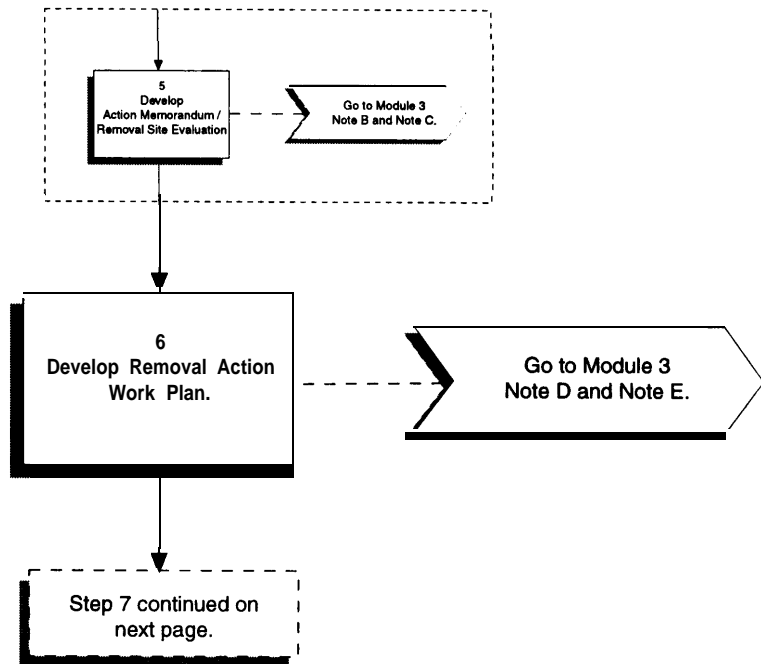 5
Develop
Action Memorandum /
Removal Site Evaluation
Go to Module 3
Note B and Note C.
6
Develop Removal Action
Work Plan.
Go to Module 3
Note D and Note E.
Step 7 continued on
next page.